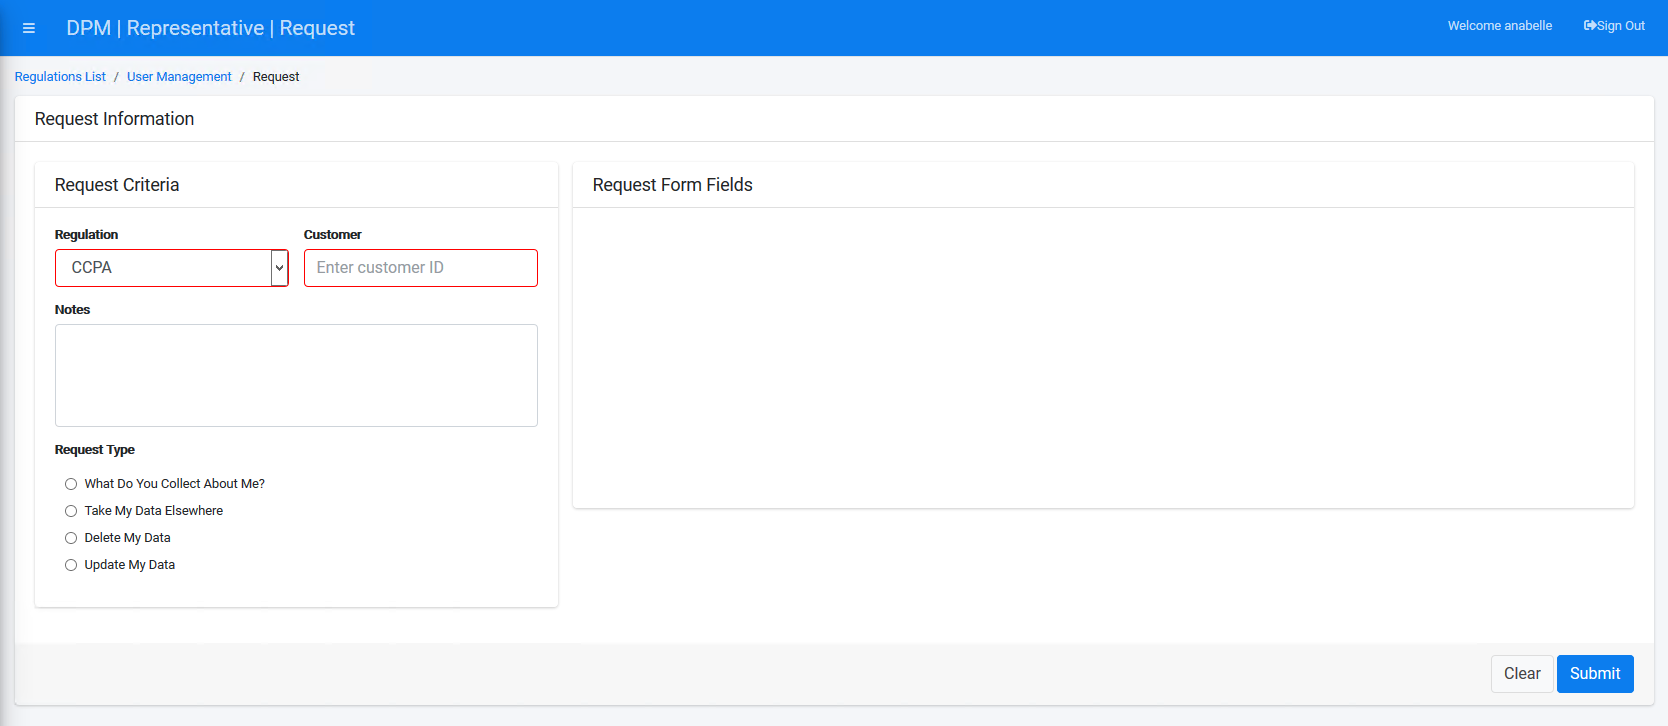 DPM | Representative | Request
Welcome anabelle
Sign Out
Regulations List / User Management / Request
Request Information
Request Criteria
Request Form Fields
Regulation
Customer
CCPA
Enter customer ID
Notes
Request Type
What Do You Collect About Me?
Take My Data Elsewhere
Delete My Data
Update My Data
Clear
Submit